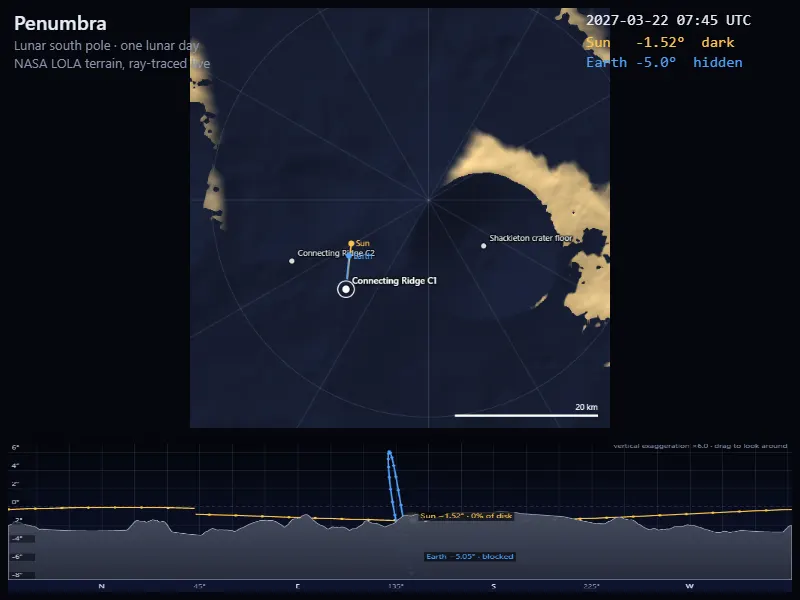 Penumbra
Lunar south pole · one lunar day
NASA LOLA terrain, ray-traced live
2027-03-22 07:45 UTC
Sun -1.52° dark
Earth -5.0° hidden
Sun
Connecting Ridge C2
Earth
Connecting Ridge C1
Shackleton crater floor
20 km
vertical exaggeration ×6.0 · drag to look around
6°
4°
2°
0°
-2°
-4°
-6°
-8°
Sun -1.52° · 0% of disk
Earth -5.05° · blocked
N
45°
E
135°
S
225°
W